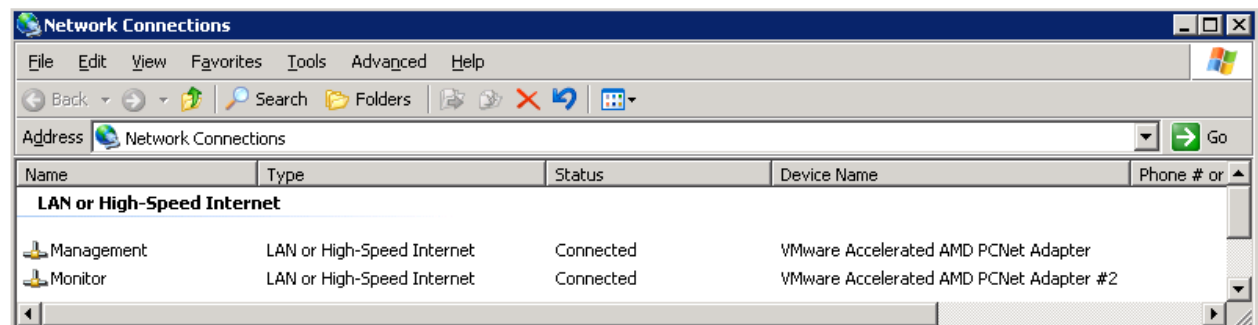 Network Connections
File Edit View Favorites Tools Advanced Help
Back Search Folders
Address Network Connections Go
Name Type Status Device Name Phone # or
LAN or High-Speed Internet
Management LAN or High-Speed Internet Connected VMware Accelerated AMD PCNet Adapter
Monitor LAN or High-Speed Internet Connected VMware Accelerated AMD PCNet Adapter #2